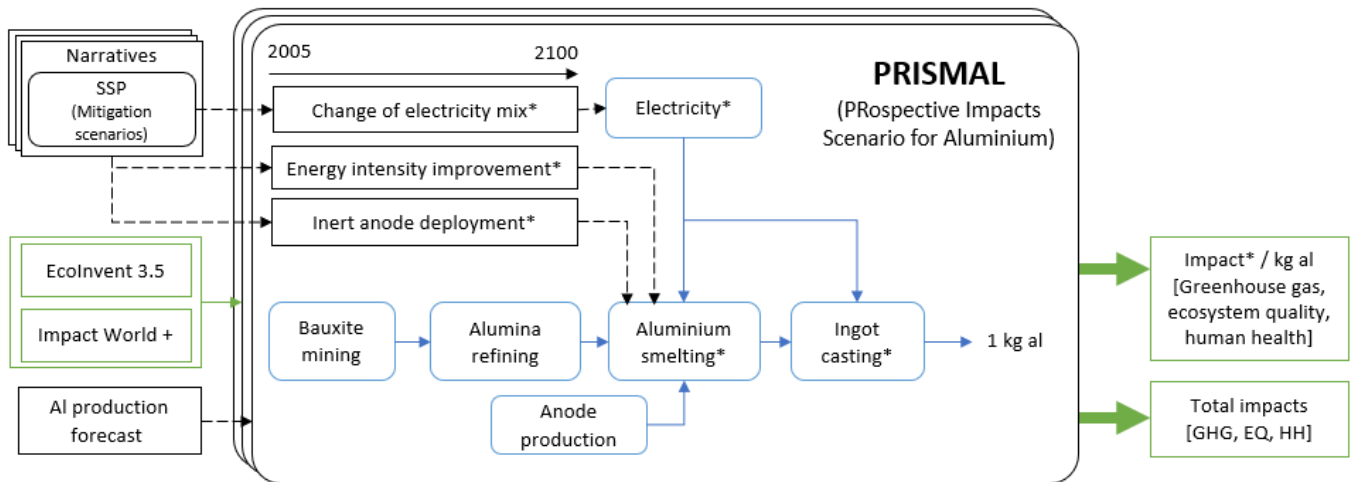 Narratives
SSP
(Mitigation
scenarios)
EcoInvent 3.5
Impact World +
Al production
forecast
2005
2100
Change of electricity mix*
Energy intensity improvement*
Inert anode deployment*
Electricity*
PRISMAL
(PRospective Impacts
Scenario for Aluminium)
Bauxite
mining
Alumina
refining
Aluminium
smelting*
Ingot
casting*
1 kg al
Anode
production
Impact* / kg al
[Greenhouse gas,
ecosystem quality,
human health]
Total impacts
[GHG, EQ, HH]